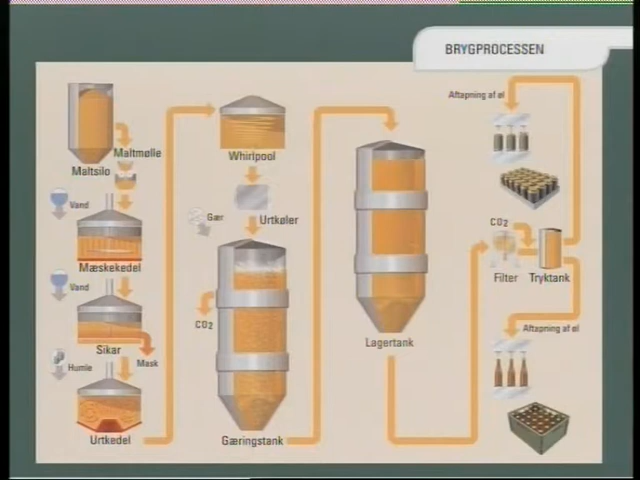 BRYGPROCESSEN
Maltsilo
Maltmølle
Vand
Mæskekedel
Vand
Sikar
Mask
Humle
Urtkedel
Whirlpool
Urtkøler
Gær
CO2
Gæringstank
Lagertank
Aftapning af øl
CO2
Filter
Tryktank
Aftapning af øl